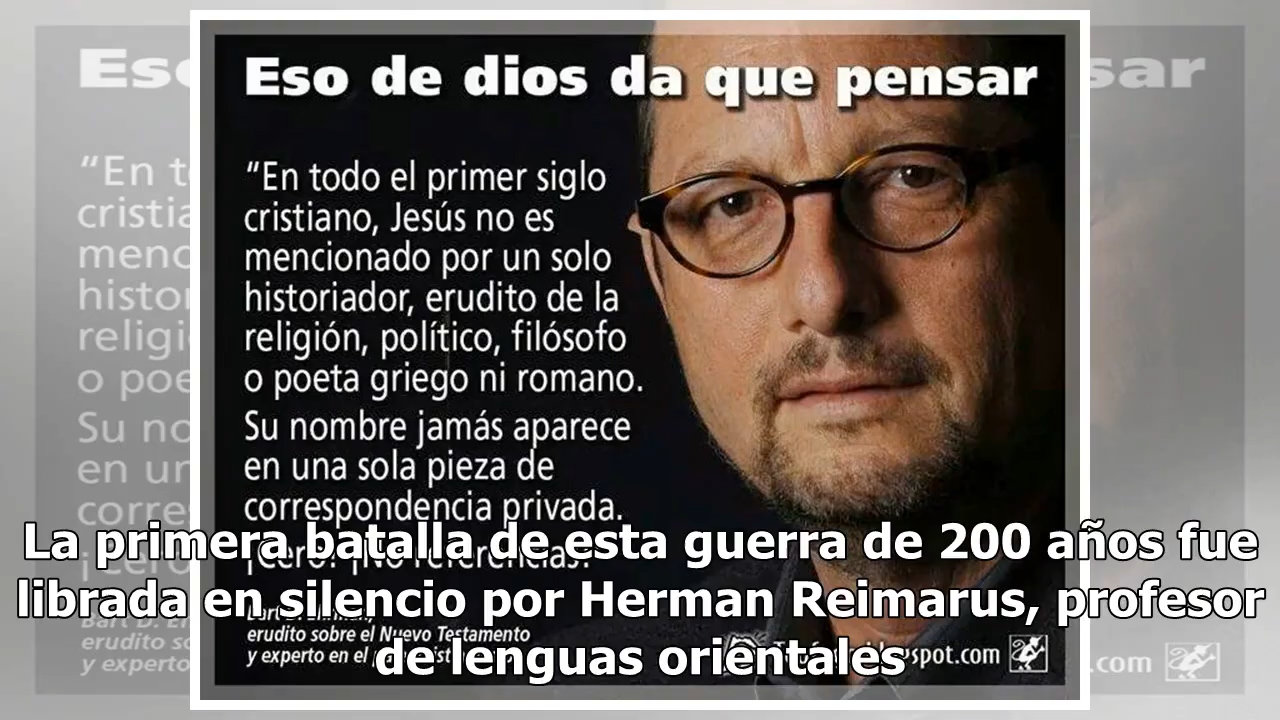 Eso de dios da que pensar
“En todo el primer siglo
cristiano, Jesús no es
mencionado por un solo
historiador, erudito de la
religión, político, filósofo
o poeta griego ni romano.
Su nombre jamás aparece
en una sola pieza de
correspondencia privada.
La primera batalla de esta guerra de 200 años fue
librada en silencio por Herman Reimarus, profesor
de lenguas orientales
erudito sobre el Nuevo Testamento
y experto en el
spot.com